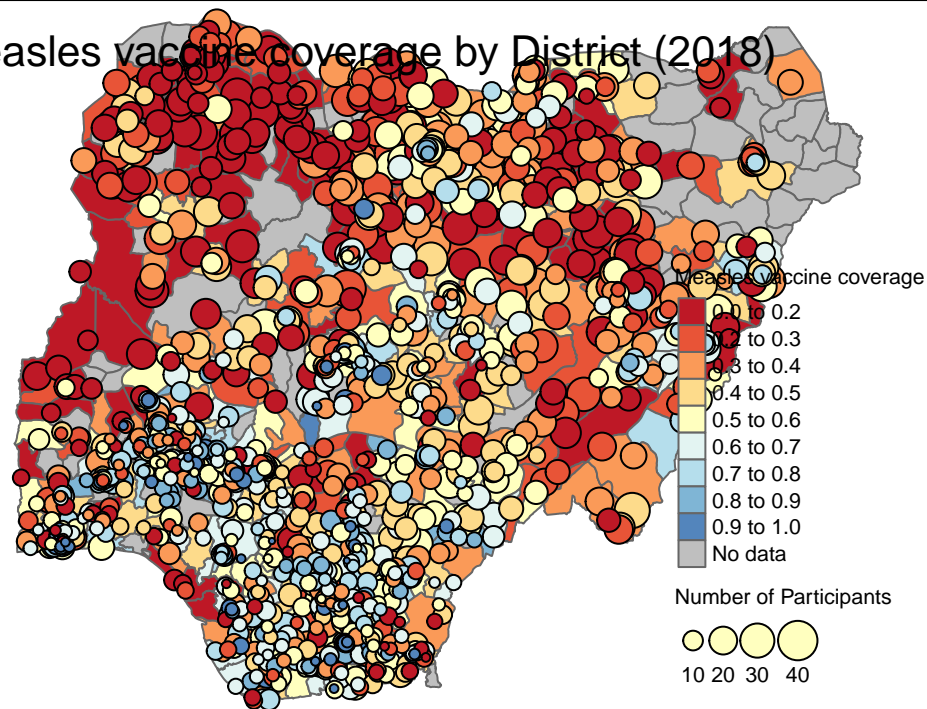 easles vaccine coverage by District (2018)
Measles vaccine coverage
0.0 to 0.2
0.2 to 0.3
0.3 to 0.4
0.4 to 0.5
0.5 to 0.6
0.6 to 0.7
0.7 to 0.8
0.8 to 0.9
0.9 to 1.0
No data
Number of Participants
10 20 30 40